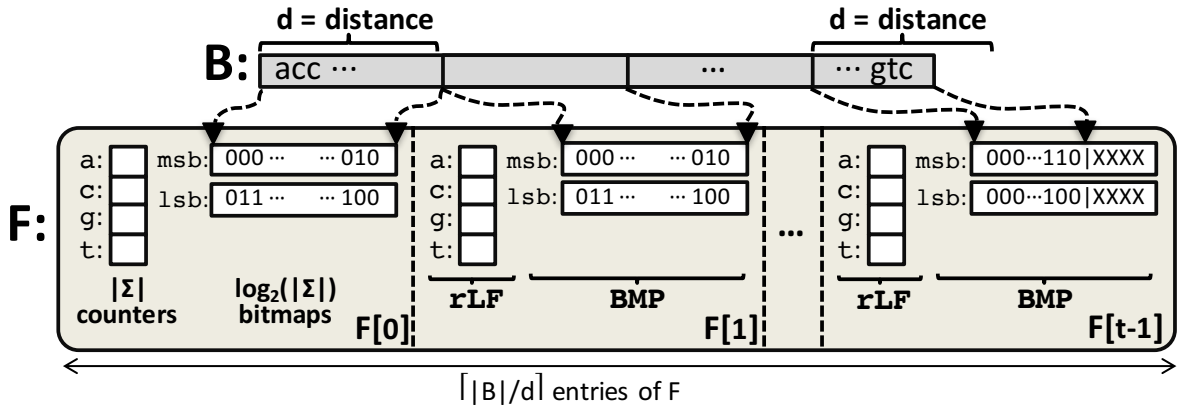 d = distance d = distance
B: acc ··· ··· ··· gtc
F:
a: msb: 000 ··· ··· 010
c: lsb: 011 ··· ··· 100
g:
t:
|Σ| counters
log₂(|Σ|) bitmaps
F[0]
a: msb: 000 ··· ··· 010
c: lsb: 011 ··· ··· 100
g:
t:
rLF BMP
F[1]
...
a: msb: 000···110|XXXX
c: lsb: 000···100|XXXX
g:
t:
rLF BMP
F[t-1]
⌈|B|/d⌉ entries of F